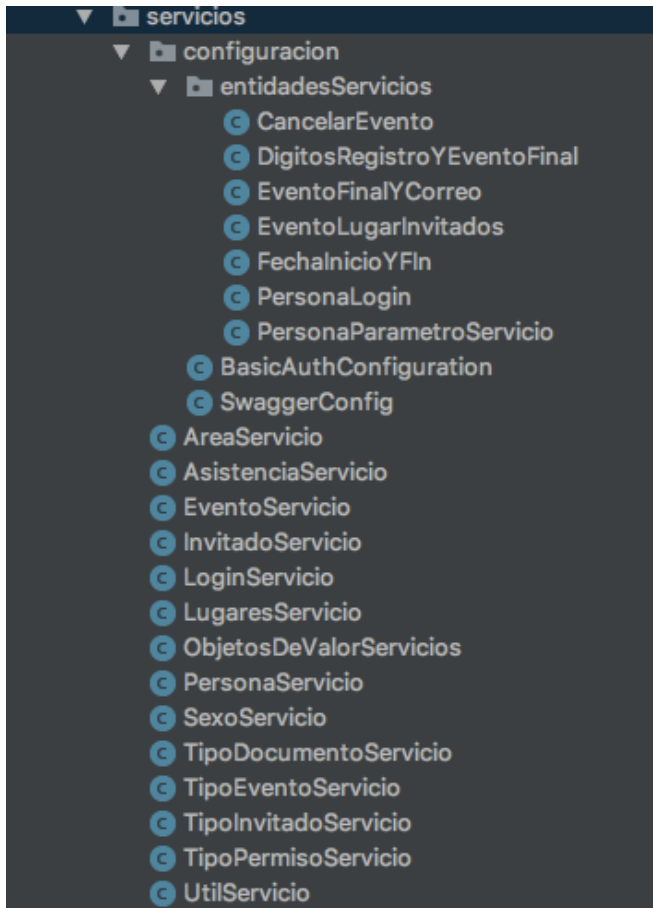 servicios
configuracion
entidadesServicios
C CancelarEvento
C DigitosRegistroYEventoFinal
C EventoFinalYCorreo
C EventoLugarInvitados
C FechaInicioYFIn
C PersonaLogin
C PersonaParametroServicio
C BasicAuthConfiguration
C SwaggerConfig
C AreaServicio
C AsistenciaServicio
C EventoServicio
C InvitadoServicio
C LoginServicio
C LugaresServicio
C ObjetosDeValorServicios
C PersonaServicio
C SexoServicio
C TipoDocumentoServicio
C TipoEventoServicio
C TipoInvitadoServicio
C TipoPermisoServicio
C UtilServicio